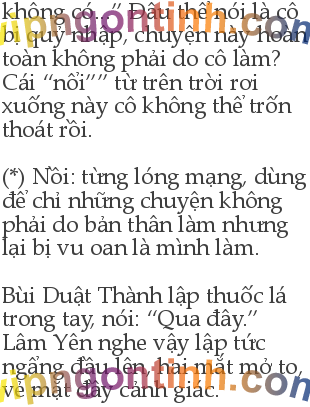 không có...” Đâu thể nói là cô
bị quỷ nhập, chuyện này hoàn
toàn không phải do cô làm?
Cái “nồi”” từ trên trời rơi
xuống này cô không thể trốn
thoát rồi.
(*) Nồi: từng lóng mạng, dùng
để chỉ những chuyện không
phải do bản thân làm nhưng
lại bị vu oan là mình làm.
Bùi Duật Thành lập thuốc lá
trong tay, nói: “Qua đây.”
Lâm Yên nghe vậy lập tức
ngẩng đầu lên, hai mắt mở to,
vẻ mặt đầy cảnh giác.
vipngontinh.com
vipngontinh.com